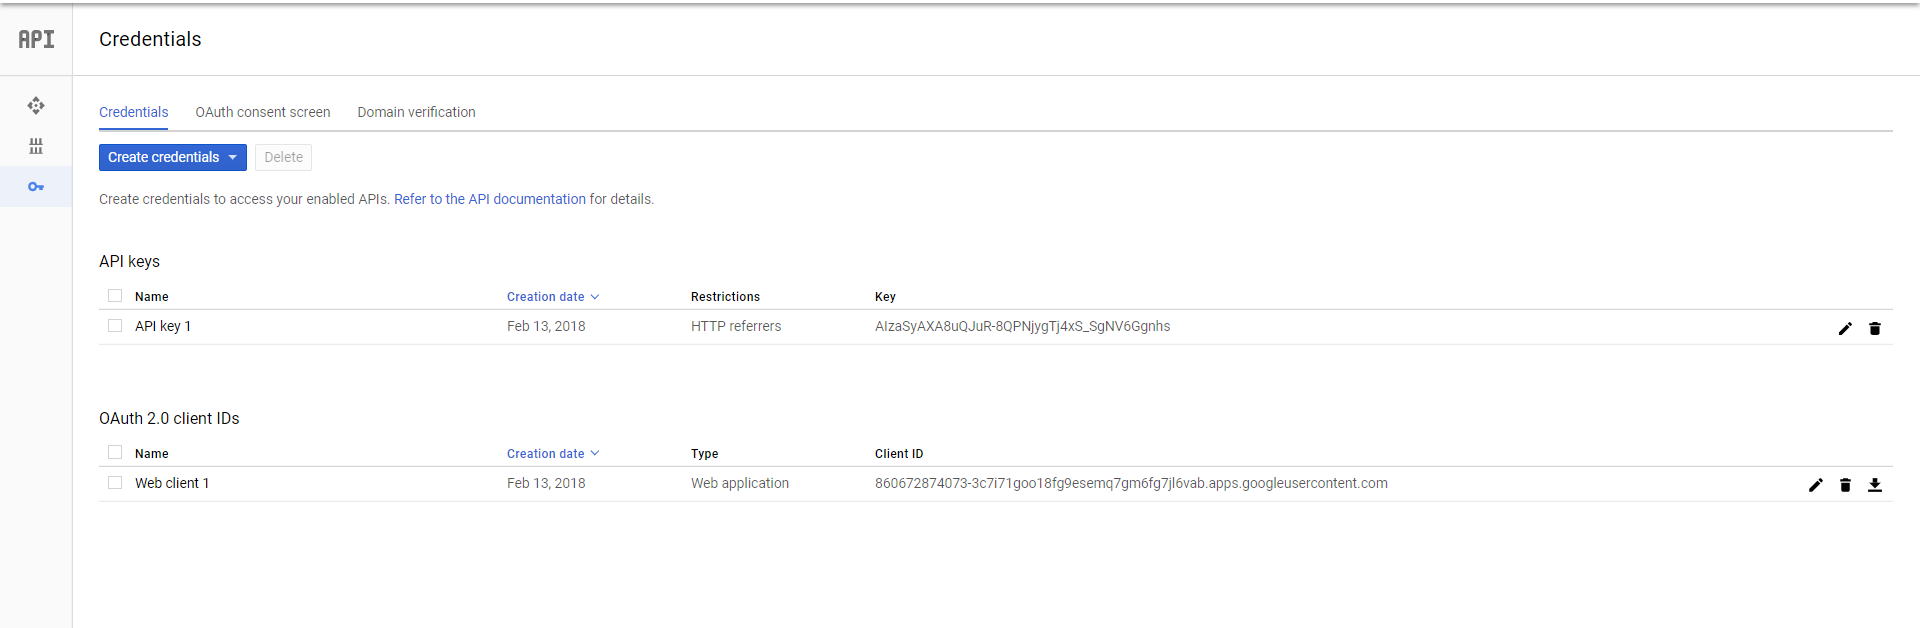 API Credentials
Credentials OAuth consent screen Domain verification
Create credentials Delete
Create credentials to access your enabled APIs. Refer to the API documentation for details.
API keys
Name Creation date Restrictions Key
API key 1 Feb 13, 2018 HTTP referrers AIzaSyAXA8uQJuR-8QPNjygTj4xS_SgNV6Ggnhs
OAuth 2.0 client IDs
Name Creation date Type Client ID
Web client 1 Feb 13, 2018 Web application 860672874073-3c7i71goo18fg9esemq7gm6fg7jl6vab.apps.googleusercontent.com